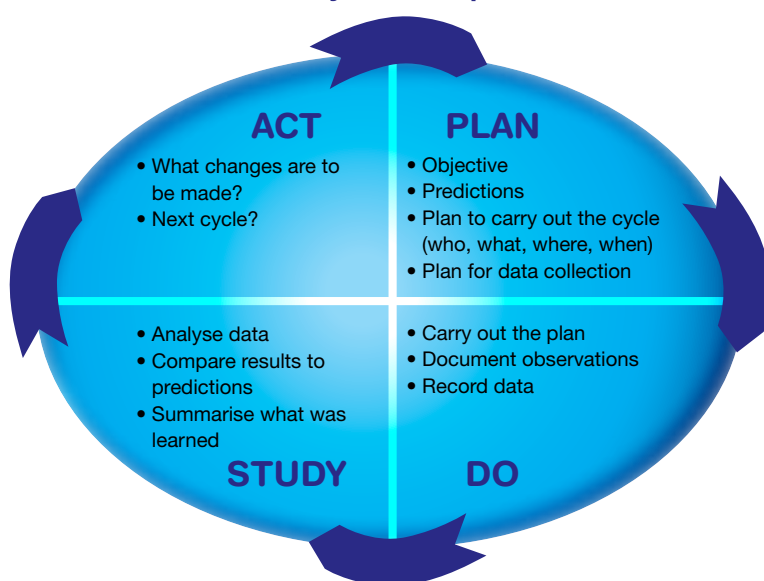 ACT
• What changes are to
be made?
• Next cycle?
PLAN
• Objective
• Predictions
• Plan to carry out the cycle
(who, what, where, when)
• Plan for data collection
• Analyse data
• Compare results to
predictions
• Summarise what was
learned
STUDY
• Carry out the plan
• Document observations
• Record data
DO